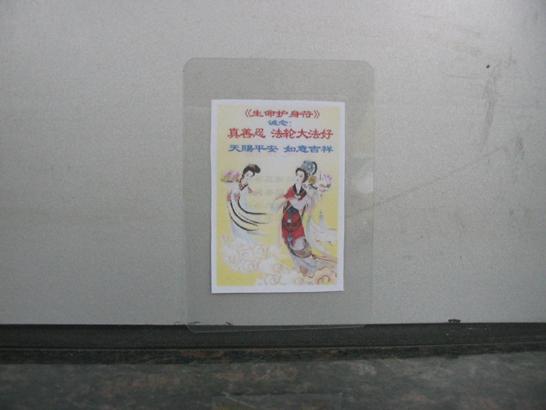 《生命护身符》
诚念:
真善忍 法轮大法好
天賜平安 如意吉祥